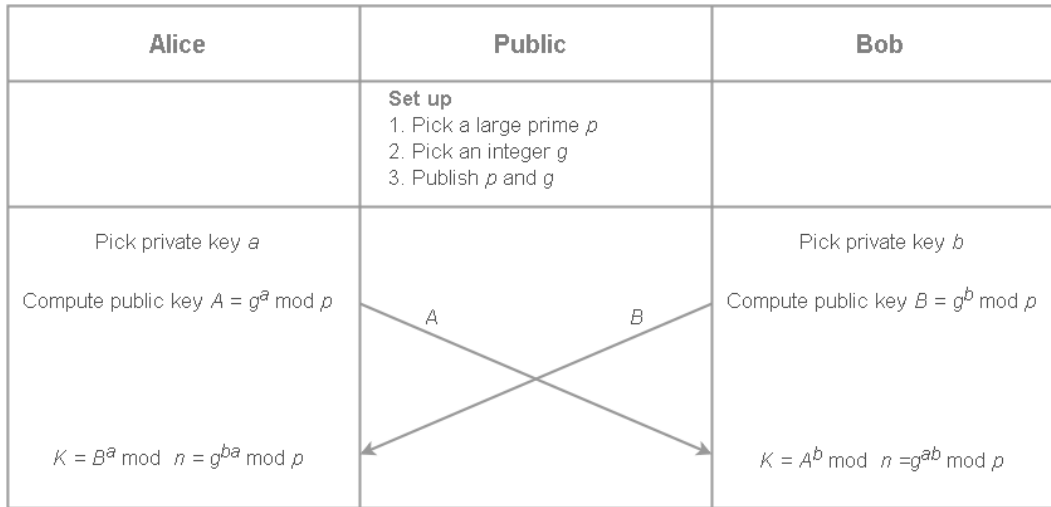 Alice
Public
Bob
Set up
1. Pick a large prime p
2. Pick an integer g
3. Publish p and g
Pick private key a
Pick private key b
Compute public key A = g^a mod p
A
B
Compute public key B = g^b mod p
K = B^a mod n = g^ba mod p
K = A^b mod n =g^ab mod p